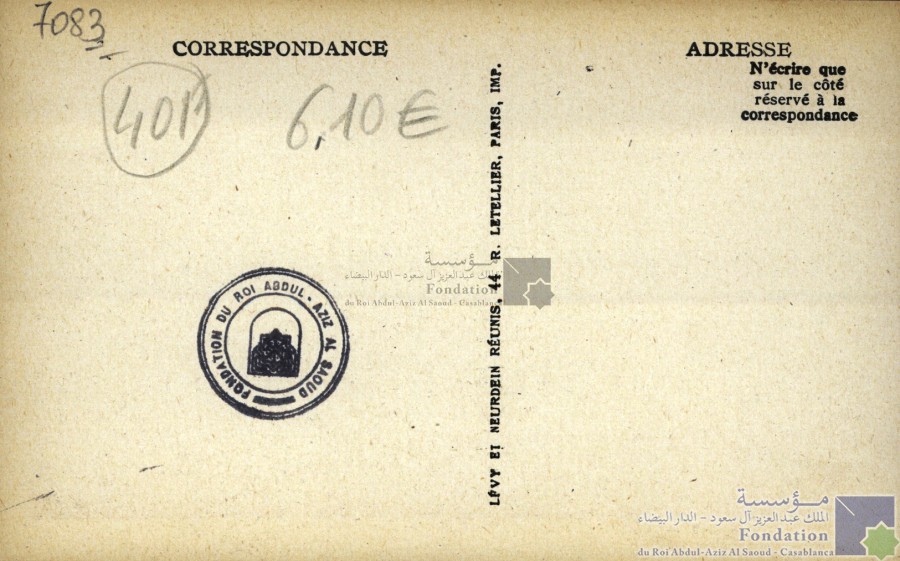 7083
CORRESPONDANCE
ADRESSE
N'écrire que
sur le côté
réservé à la
correspondance
6,10€
LÉVY ET NEURDEIN RÉUNIS, 44 R. LETELLIER, PARIS, IMP.
مؤسسة
الملك عبد العزيز آل سعود - الدار البيضاء
Fondation
du Roi Abdul-Aziz Al Saoud - Casablanca
FONDATION DU ROI ABDUL-AZIZ AL SAOUD
مؤسسة
الملك عبد العزيز آل سعود - الدار البيضاء
Fondation
du Roi Abdul-Aziz Al Saoud - Casablanca